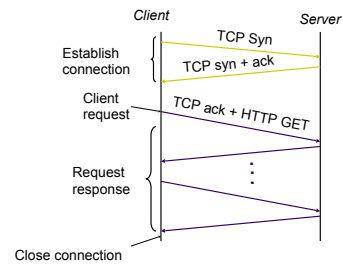 Client
Server
TCP Syn
Establish
connection
TCP syn + ack
Client
request
TCP ack + HTTP GET
Request
response
Close connection